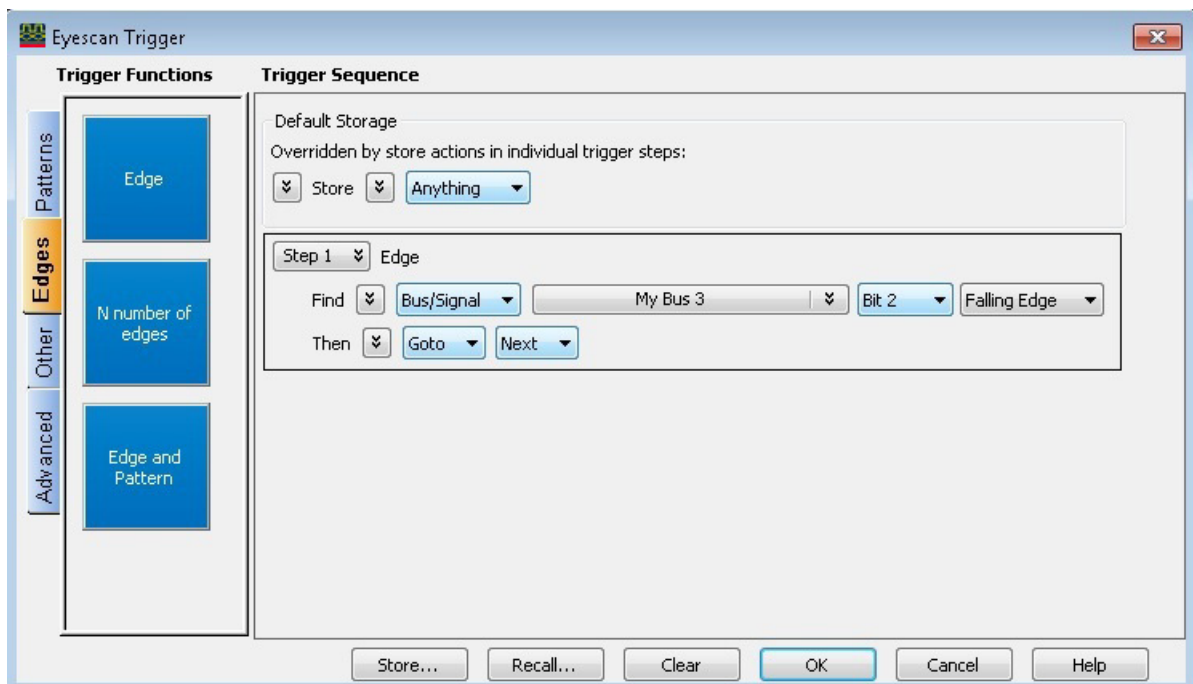 Eyescan Trigger
Trigger Functions
Trigger Sequence
Patterns
Edges
Other
Advanced
Edge
N number of
edges
Edge and
Pattern
Default Storage
Overridden by store actions in individual trigger steps:
Store Anything
Step 1 Edge
Find Bus/Signal My Bus 3 Bit 2 Falling Edge
Then Goto Next
Store... Recall... Clear OK Cancel Help